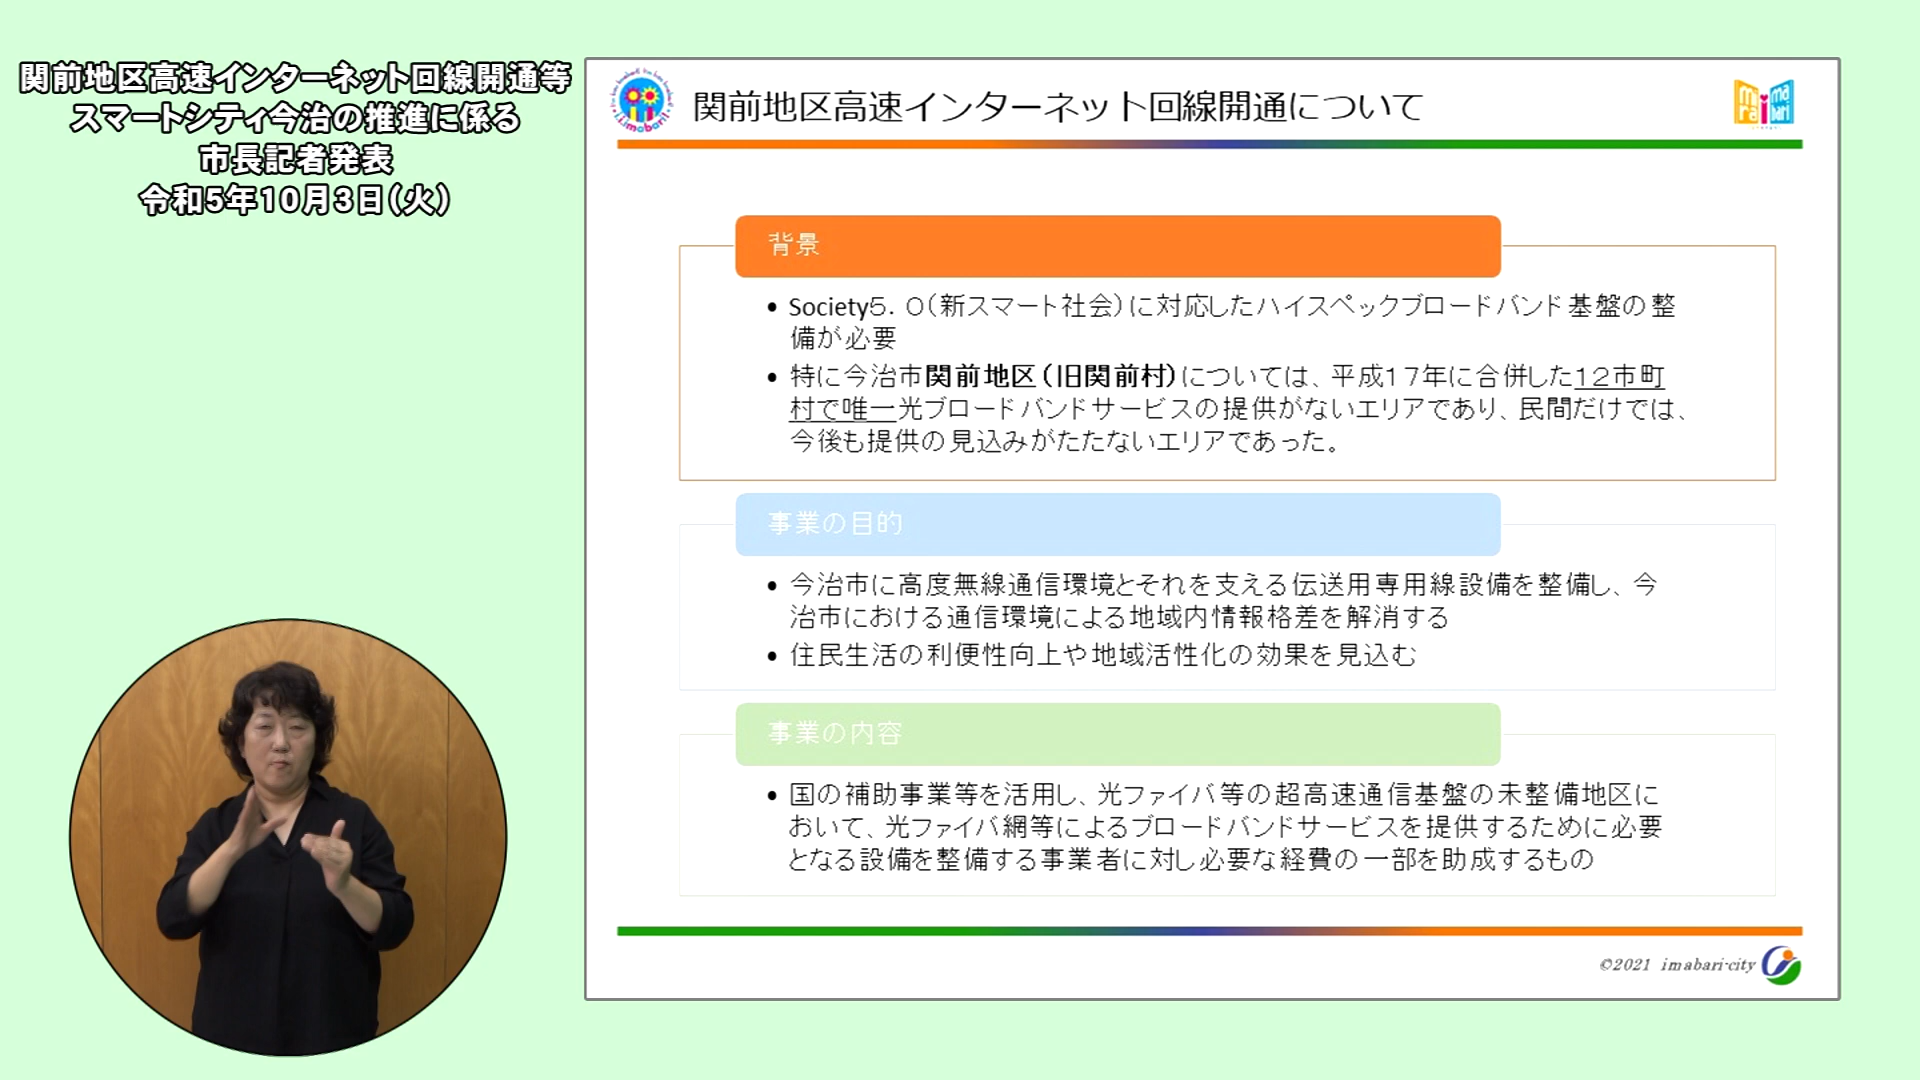 関前地区高速インターネット回線開通等
スマートシティ今治の推進に係る
市長記者発表
令和5年10月3日（火）
関前地区高速インターネット回線開通について
背景
• Society５．０（新スマート社会）に対応したハイスペックブロードバンド基盤の整
備が必要
• 特に今治市関前地区（旧関前村）については、平成１７年に合併した１２市町
村で唯一光ブロードバンドサービスの提供がないエリアであり、民間だけでは、
今後も提供の見込みがたたないエリアであった。
事業の目的
• 今治市に高度無線通信環境とそれを支える伝送用専用線設備を整備し、今
治市における通信環境による地域内情報格差を解消する
• 住民生活の利便性向上や地域活性化の効果を見込む
事業の内容
• 国の補助事業等を活用し、光ファイバ等の超高速通信基盤の未整備地区に
おいて、光ファイバ網等によるブロードバンドサービスを提供するために必要
となる設備を整備する事業者に対し必要な経費の一部を助成するもの
©2021 imabari-city